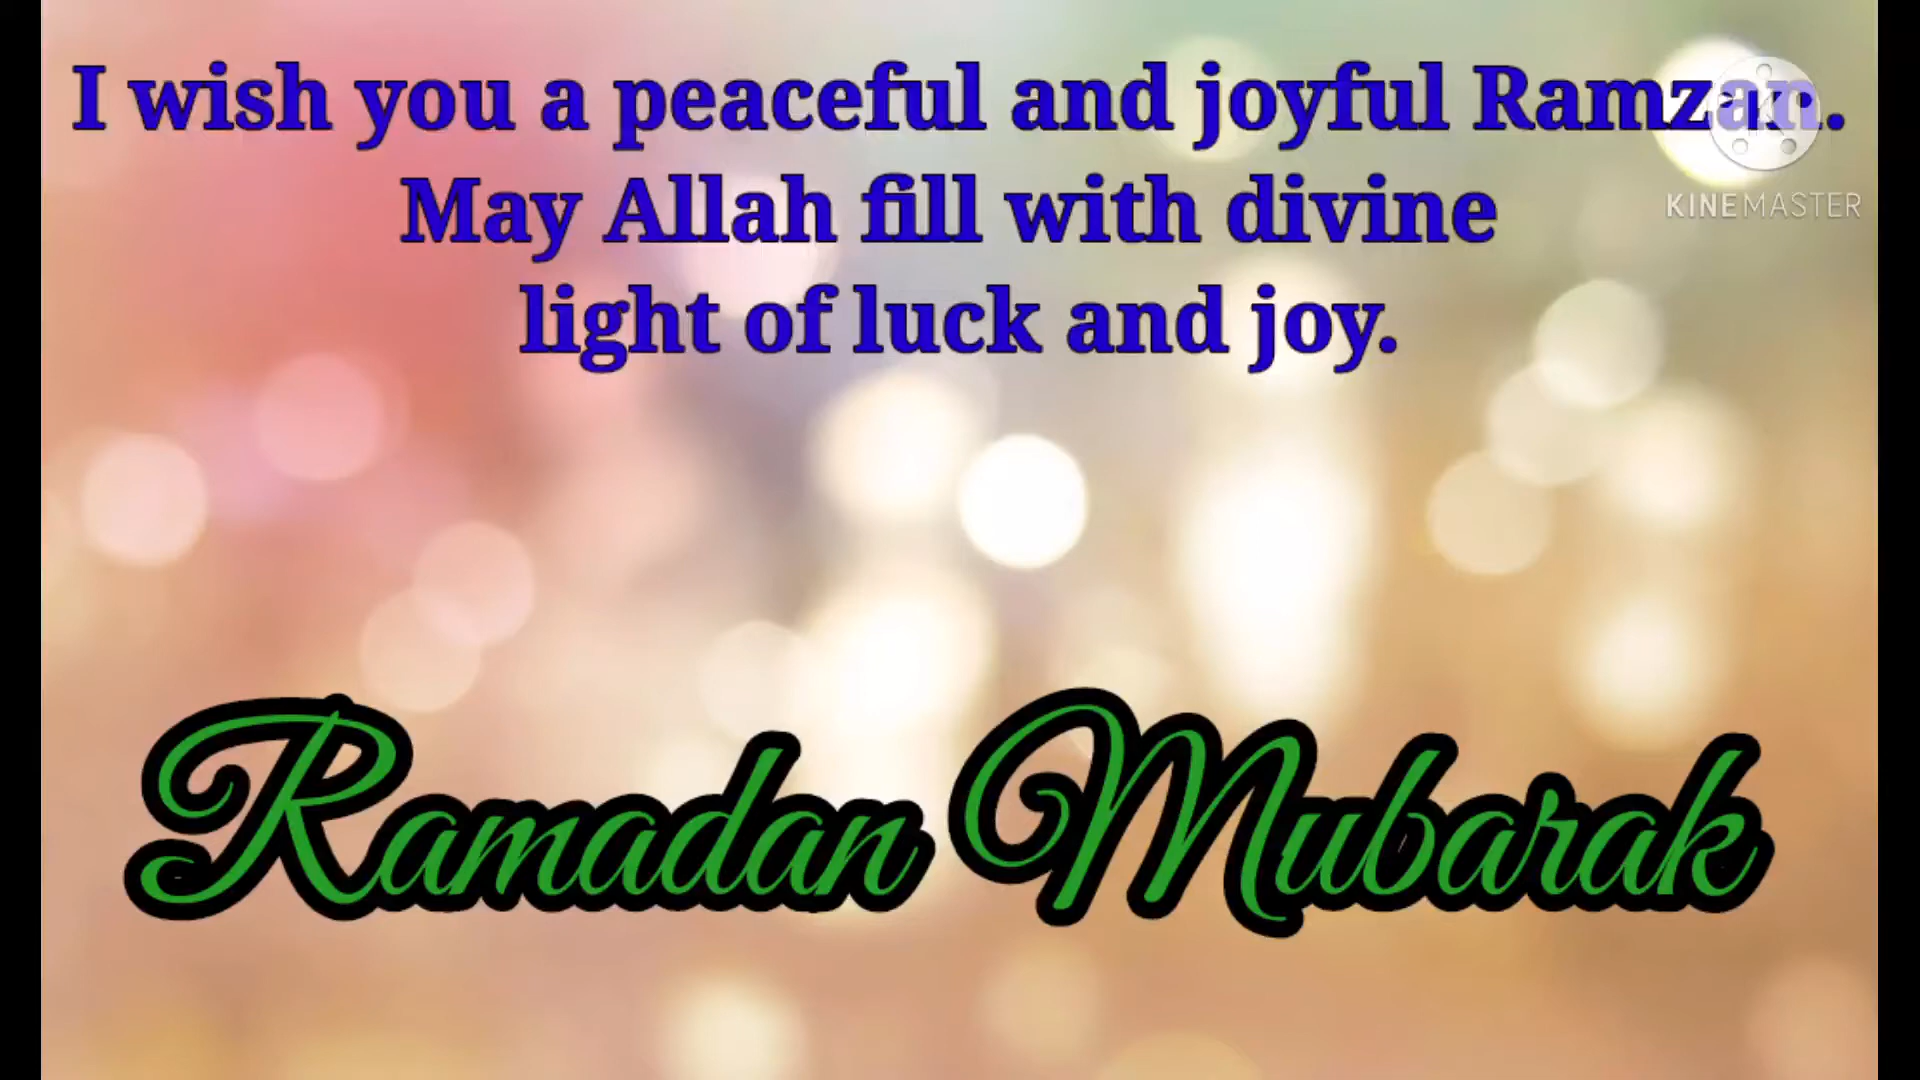 I wish you a peaceful and joyful Ramzan.
KINEMASTER
May Allah fill with divine
light of luck and joy.
Ramadan Mubarak